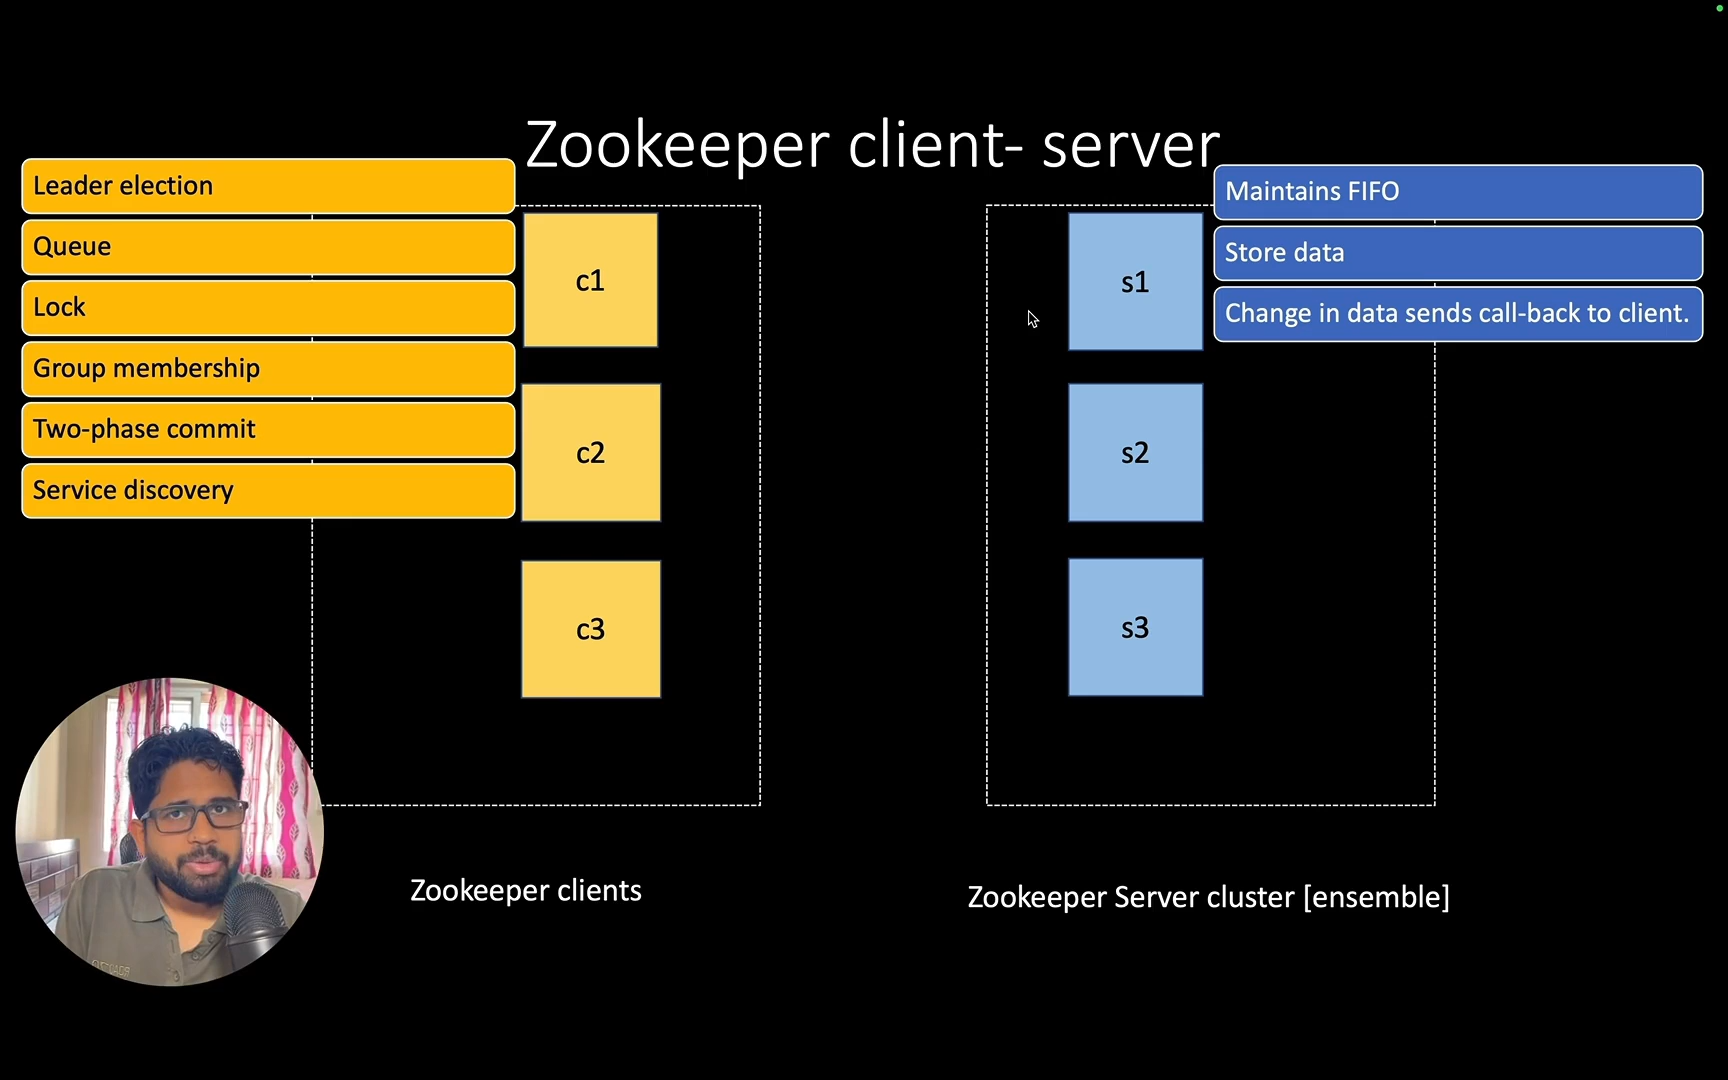 Zookeeper client- server
Leader election
Queue
Lock
Group membership
Two-phase commit
Service discovery
c1
c2
c3
s1
s2
s3
Maintains FIFO
Store data
Change in data sends call-back to client.
Zookeeper clients
Zookeeper Server cluster [ensemble]